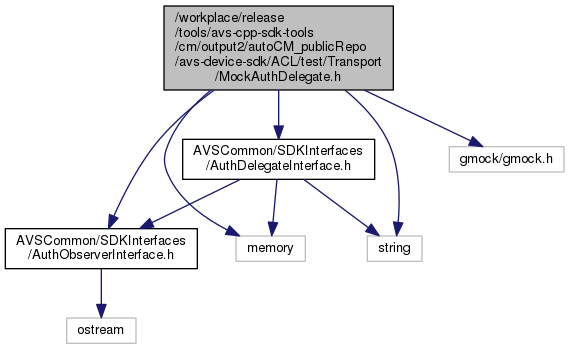 /workplace/release
/tools/avs-cpp-sdk-tools
/cm/output2/autoCM_publicRepo
/avs-device-sdk/ACL/test/Transport
/MockAuthDelegate.h
AVSCommon/SDKInterfaces
/AuthDelegateInterface.h
gmock/gmock.h
AVSCommon/SDKInterfaces
/AuthObserverInterface.h
memory
string
ostream